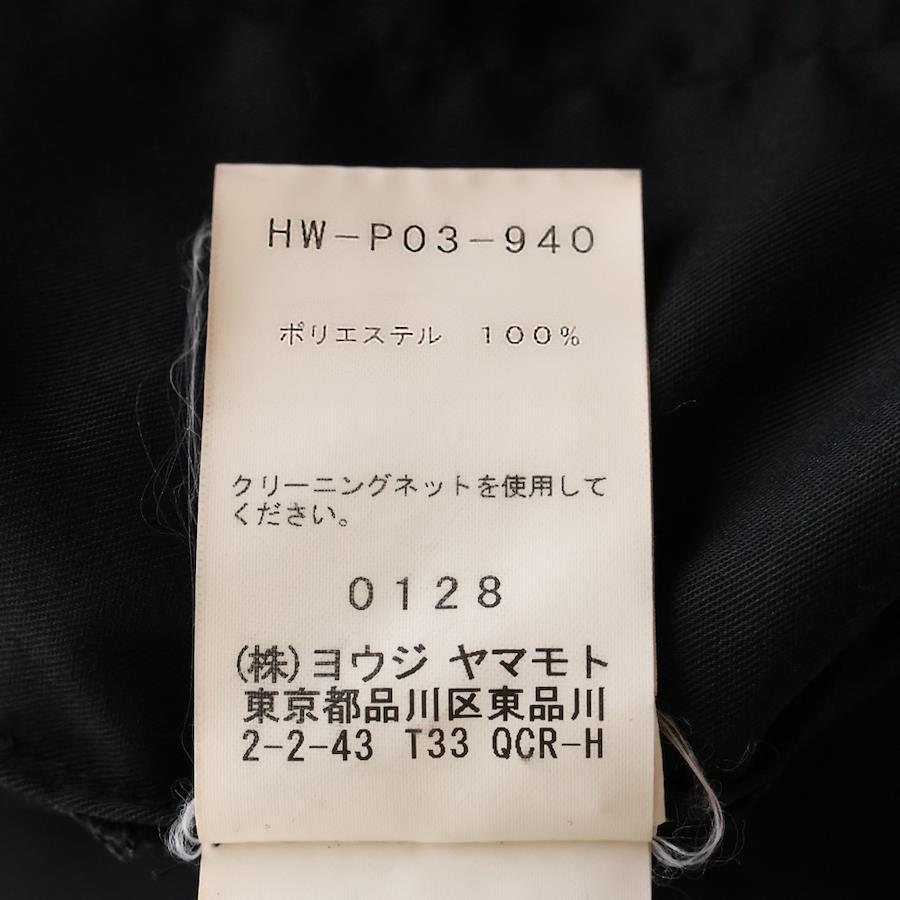 HW-P03-940
ポリエステル 100%
クリーニングネットを使用して
ください。
0128
(株)ヨウジ ヤマモト
東京都品川区東品川
2-2-43 T33 QCR-H